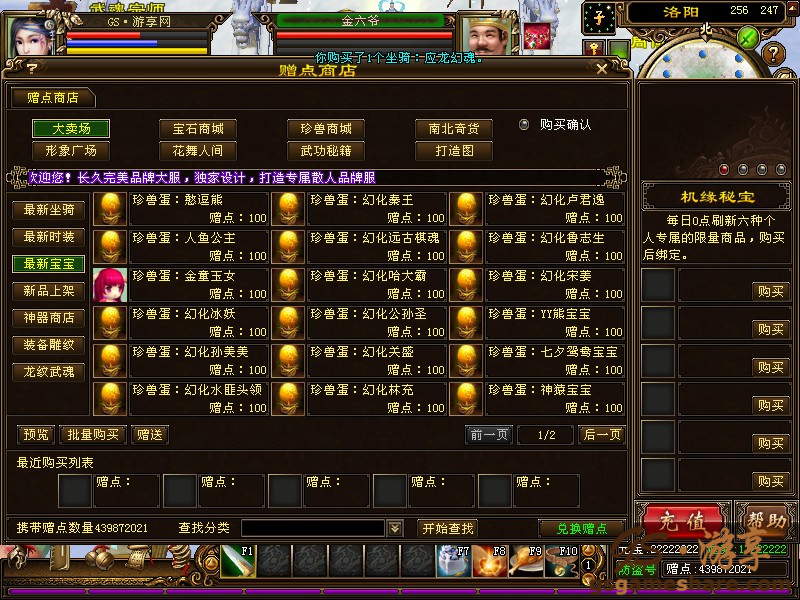 GS·游享网
金六爷
洛阳
256 247
北
你购买了1个坐骑：应龙幻魂。
赠点商店
赠点商店
大卖场
宝石商城
珍兽商城
南北奇货
购买确认
形象广场
花舞人间
武功秘籍
打造图
欢迎您！长久完美品牌大服，独家设计，打造专属散人品牌服
最新坐骑
最新时装
最新宝宝
新品上架
神器商店
装备雕纹
龙纹武魂
珍兽蛋：憨逗熊
赠点：100
珍兽蛋：幻化秦王
赠点：100
珍兽蛋：幻化卢君逸
赠点：100
珍兽蛋：人鱼公主
赠点：100
珍兽蛋：幻化远古棋魂
赠点：100
珍兽蛋：幻化鲁志生
赠点：100
珍兽蛋：金童玉女
赠点：100
珍兽蛋：幻化哈大霸
赠点：100
珍兽蛋：幻化宋姜
赠点：100
珍兽蛋：幻化冰妖
赠点：100
珍兽蛋：幻化公孙圣
赠点：100
珍兽蛋：YY熊宝宝
赠点：100
珍兽蛋：幻化孙美美
赠点：100
珍兽蛋：幻化关盛
赠点：100
珍兽蛋：七夕鸳鸯宝宝
赠点：100
珍兽蛋：幻化水匪头领
赠点：100
珍兽蛋：幻化林充
赠点：100
珍兽蛋：神猿宝宝
赠点：100
预览
批量购买
赠送
前一页
1/2
后一页
最近购买列表
赠点：
赠点：
赠点：
赠点：
赠点：
携带赠点数量439872021
查找分类
开始查找
兑换赠点
机缘秘宝
每日0点刷新六种个
人专属的限量商品，购买
后绑定。
购买
购买
购买
购买
购买
购买
充值
帮助
F1
F7
F8
F9
F10
1
防盗号
赠点：439872021
游享